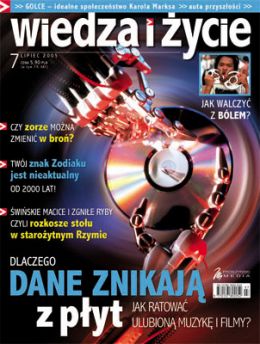 >> GOLCE – idealne społeczeństwo Karola Marksa >> auta przyszłości >>
wiedza i życie
7
LIPIEC 2005
JAK WALCZYĆ
Z BÓLEM?
CZY zorze MOŻNA
ZMIENIĆ w broń?
TWÓJ znak Zodiaku
jest nieaktualny
OD 2000 LAT!
ŚWIŃSKIE MACICE I ZGNIŁE RYBY
CZYLI rozkosze stołu
w starożytnym Rzymie
DLACZEGO
DANE ZNIKAJĄ
z płyt
JAK RATOWAĆ
ULUBIONĄ MUZYKĘ I FILMY?